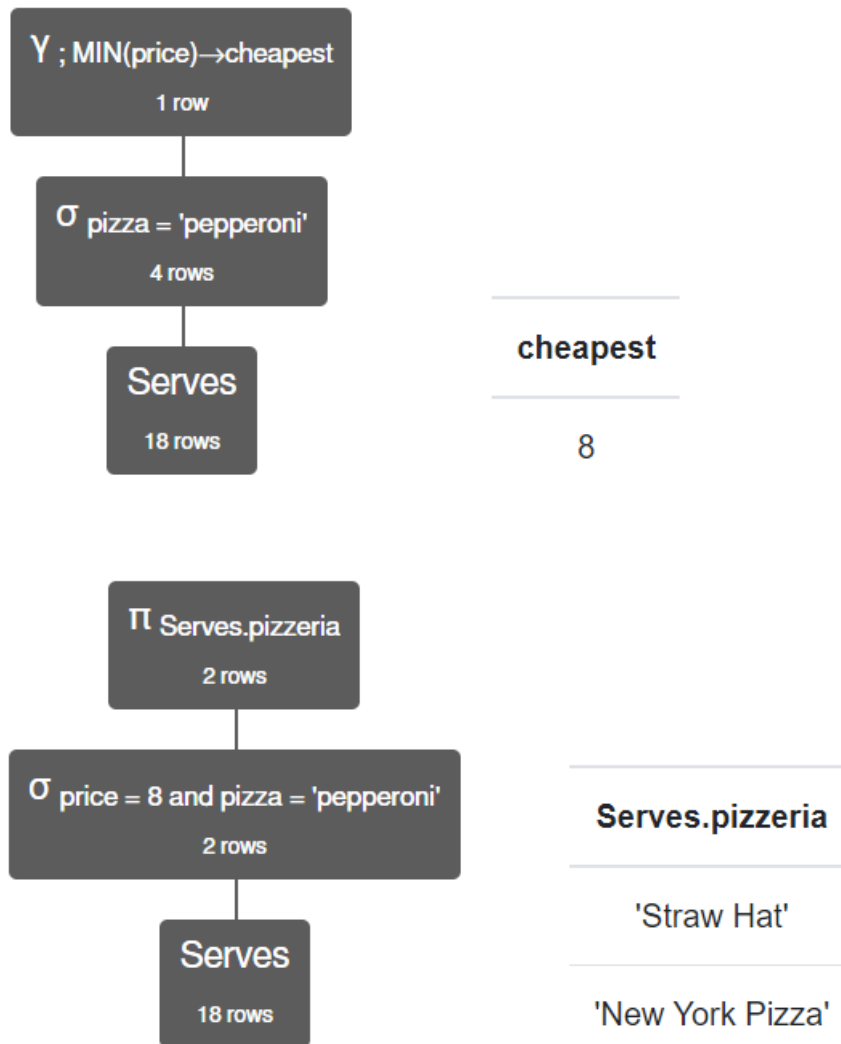 γ ; MIN(price)→cheapest
1 row
σ pizza = 'pepperoni'
4 rows
Serves
18 rows
cheapest
8
π Serves.pizzeria
2 rows
σ price = 8 and pizza = 'pepperoni'
2 rows
Serves
18 rows
Serves.pizzeria
'Straw Hat'
'New York Pizza'